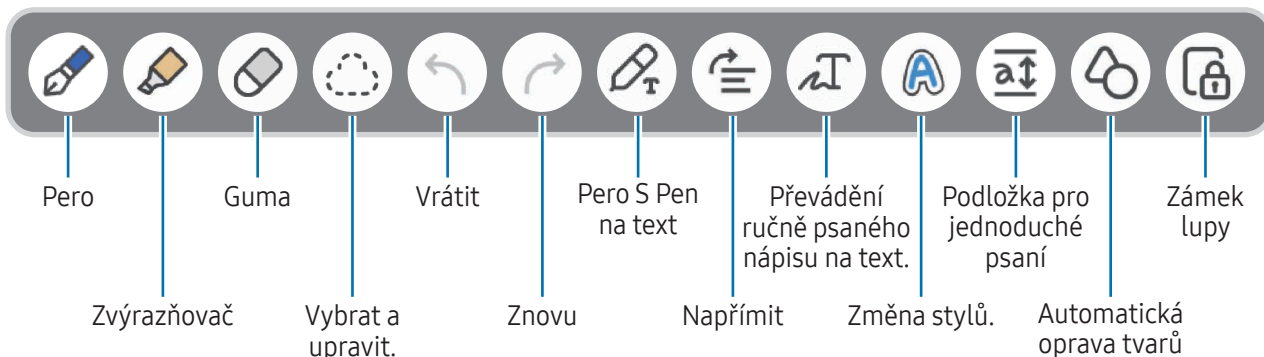 Pero
Guma
Vrátit
Pero S Pen
na text
Převádění
ručně psaného
nápisu na text.
Podložka pro
jednoduché
psaní
Zámek
lupy
Zvýrazňovač
Vybrat a
upravit.
Znovu
Napřímit
Změna stylů.
Automatická
oprava tvarů